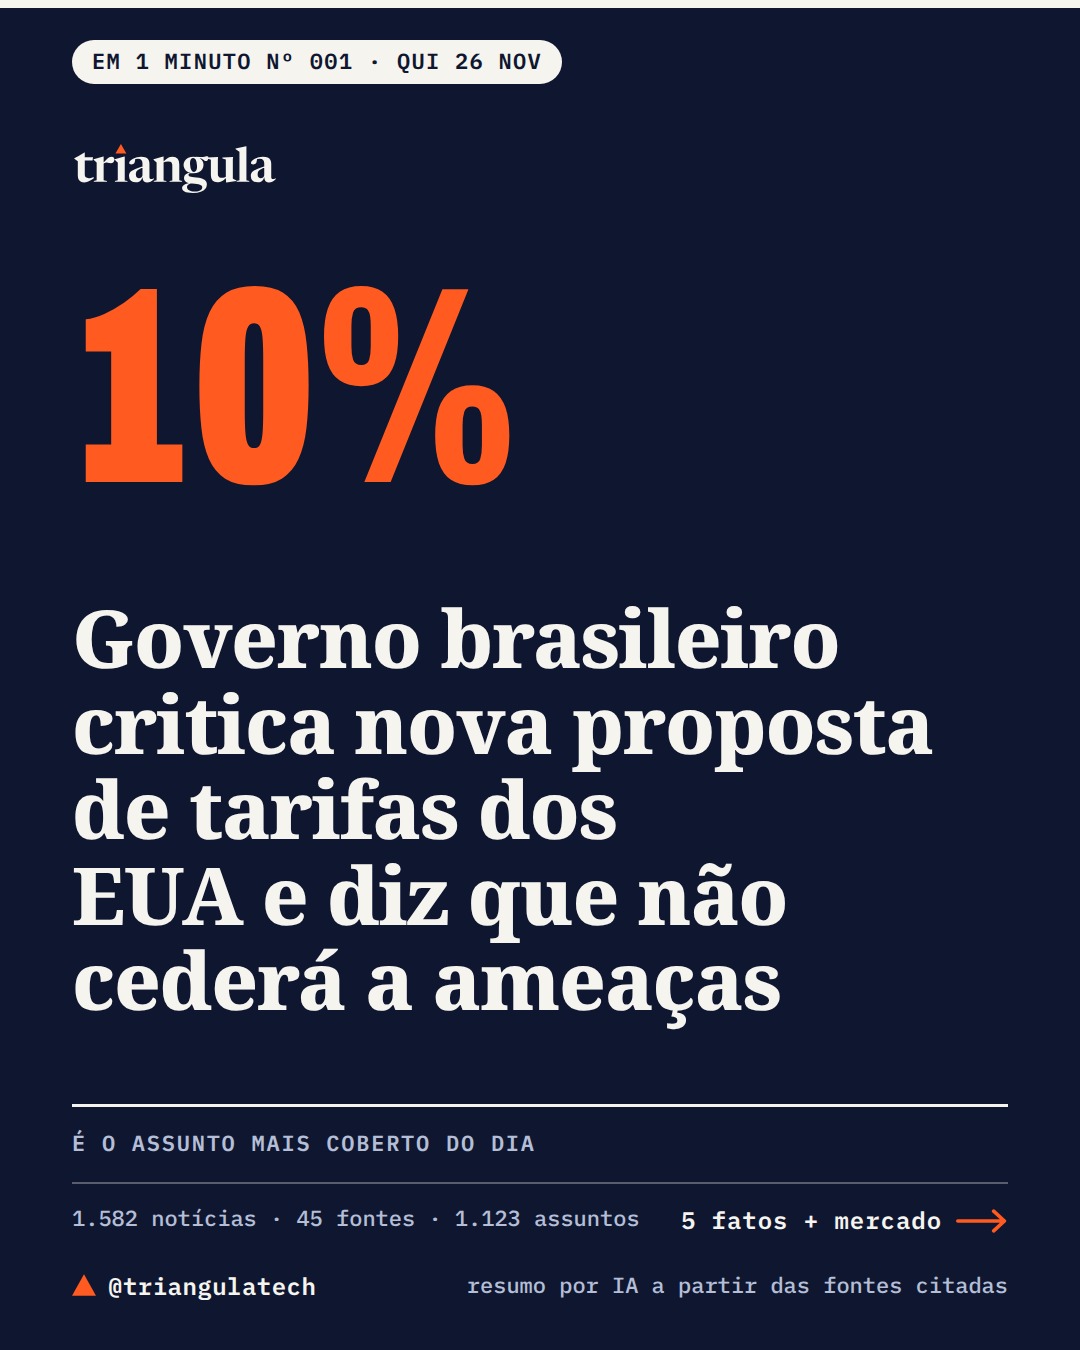 EM 1 MINUTO Nº 001 · QUI 26 NOV
triangula
10%
Governo brasileiro
critica nova proposta
de tarifas dos
EUA e diz que não
cederá a ameaças
É O ASSUNTO MAIS COBERTO DO DIA
1.582 notícias · 45 fontes · 1.123 assuntos 5 fatos + mercado →
@triangulatech resumo por IA a partir das fontes citadas